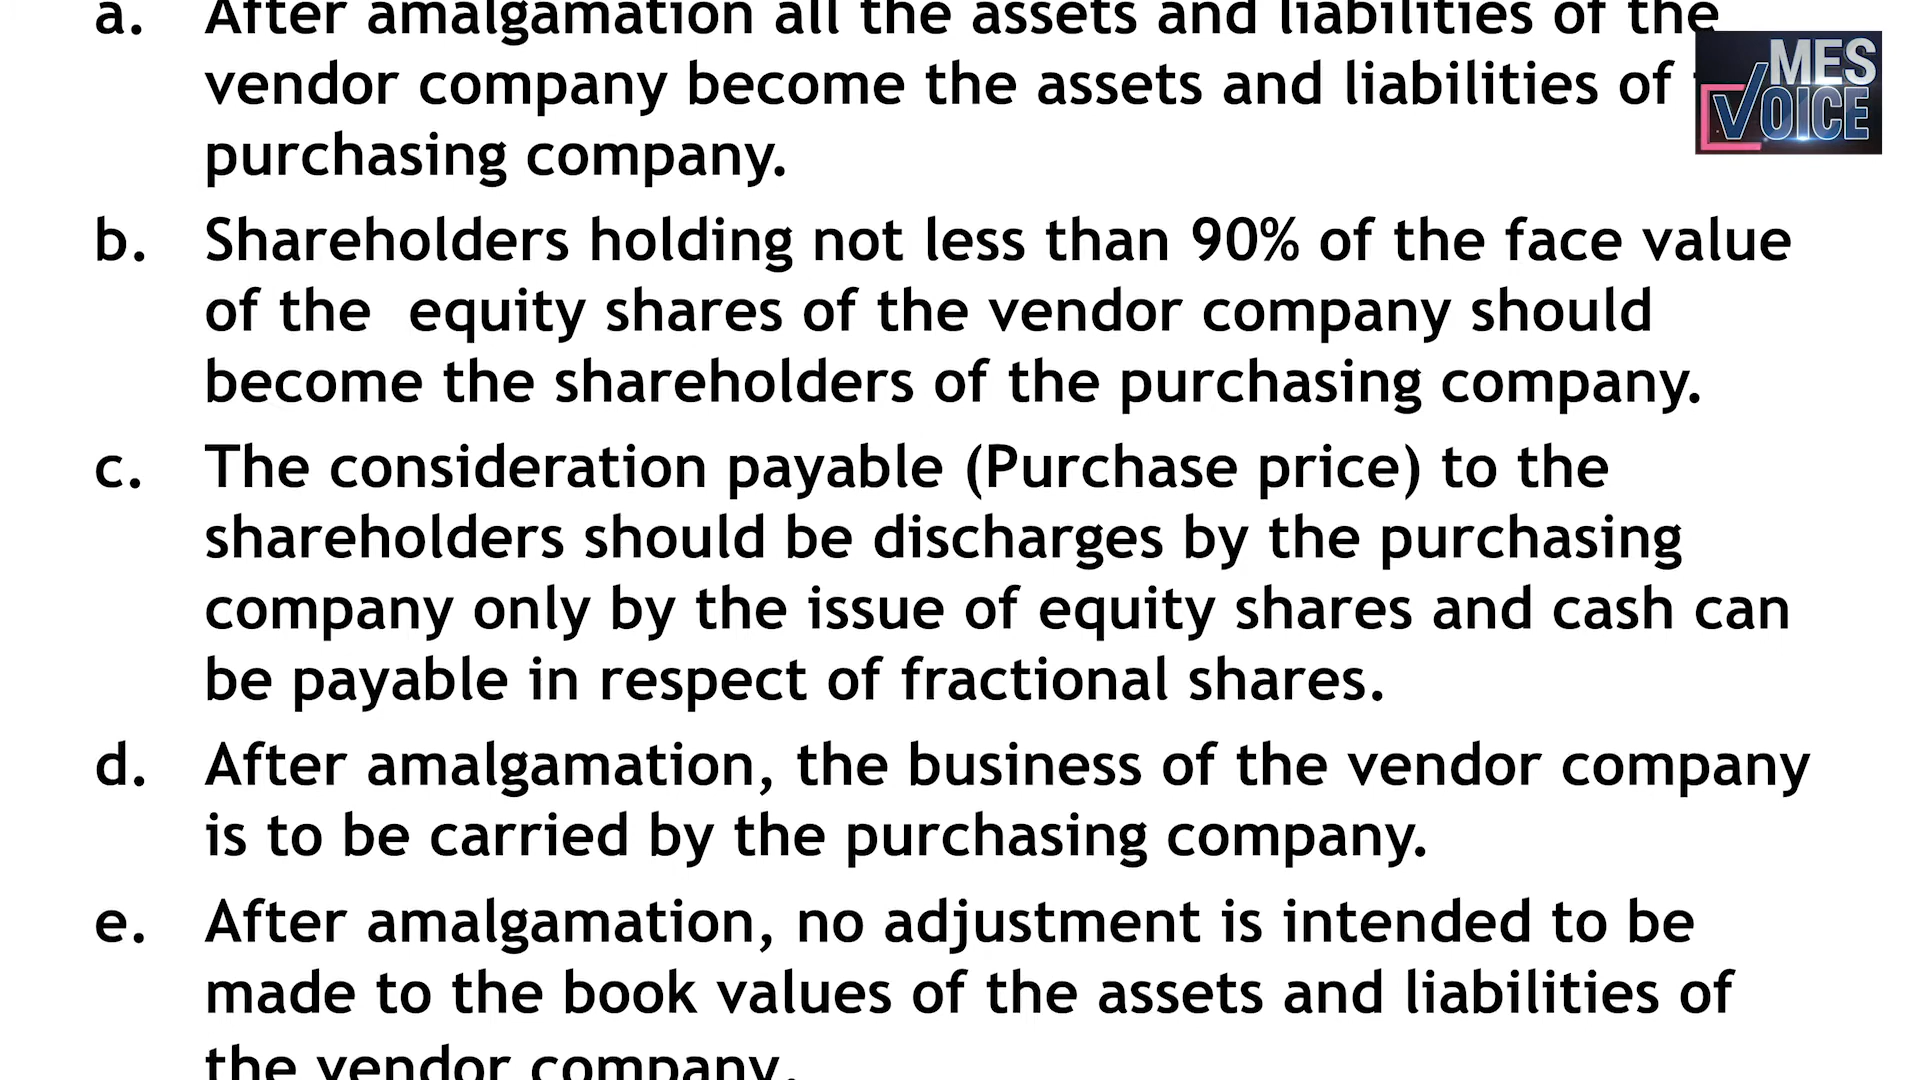 a. After amalgamation all the assets and liabilities of the
vendor company become the assets and liabilities of
purchasing company.
b. Shareholders holding not less than 90% of the face value
of the equity shares of the vendor company should
become the shareholders of the purchasing company.
c. The consideration payable (Purchase price) to the
shareholders should be discharges by the purchasing
company only by the issue of equity shares and cash can
be payable in respect of fractional shares.
d. After amalgamation, the business of the vendor company
is to be carried by the purchasing company.
e. After amalgamation, no adjustment is intended to be
made to the book values of the assets and liabilities of
the vendor company.
MES
VOICE